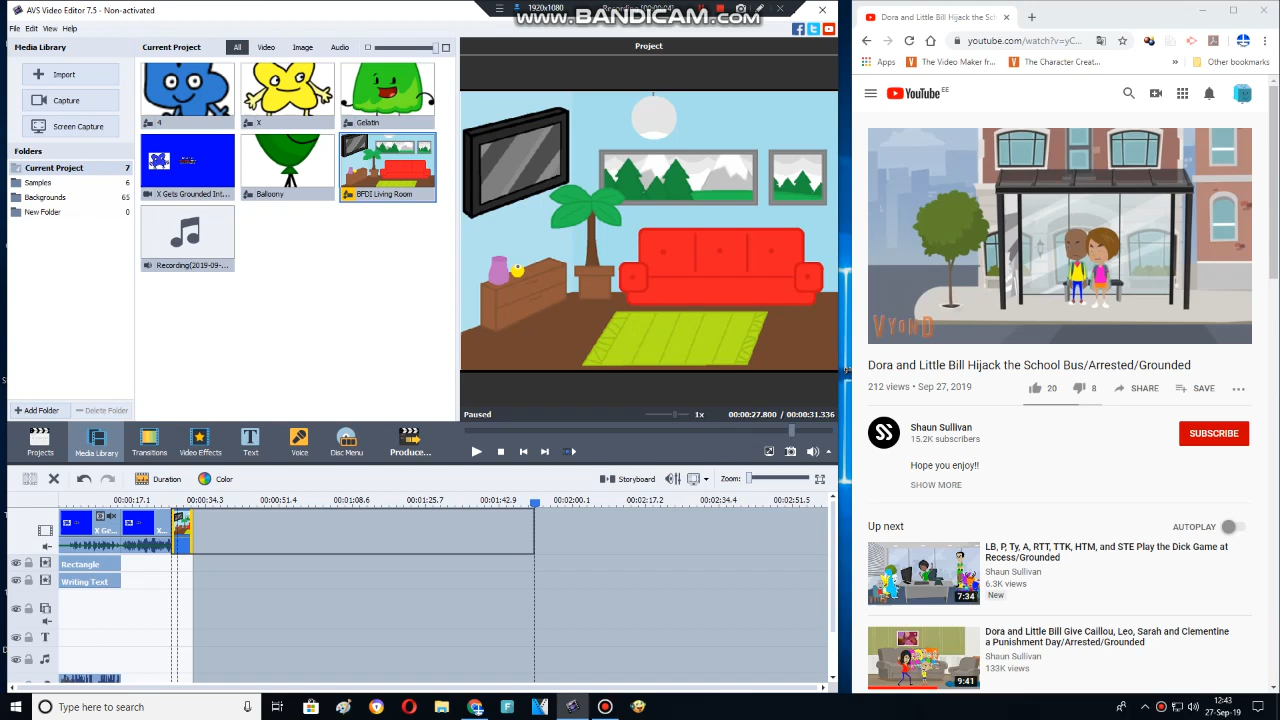 AVS Video Editor 7.5 - Non-activated
1920x1080
www.BANDICAM.com
File Edit View Help
Media Library
Import
Capture
Screen Capture
Folders
Current Project 7
Samples 6
Backgrounds 65
New Folder
Add Folder
Delete Folder
Current Project
All Video Image Audio
4
X
Gelatin
X Gets Grounded Int...
Balloony
BFDI Living Room
Recording(2019-09-...
Project
Paused
1x
00:00:27.800 / 00:00:31.336
Projects
Media Library
Transitions
Video Effects
Text
Voice
Disc Menu
Produce...
Duration
Color
Storyboard
Zoom:
00:00:17.1 00:00:34.3 00:00:51.4 00:01:08.6 00:01:25.7 00:01:42.9 00:02:00.1 00:02:17.2 00:02:34.4 00:02:51.5
X Ge...
X...
Rectangle
Writing Text
Dora and Little Bill Hijack the Sch
youtube.com/watch?v=yC...
Apps
The Video Maker fr...
The Character Creat...
Other bookmarks
YouTube EE
VYOND
Dora and Little Bill Hijack the School Bus/Arrested/Grounded
212 views • Sep 27, 2019
20
8
SHARE
SAVE
Shaun Sullivan
15.2K subscribers
SUBSCRIBE
Hope you enjoy!!
SHOW MORE
Up next
AUTOPLAY
LB, P, Ty, A, RTT, TTK, HTM, and STE Play the Dick Game at
Recess/Grounded
Shaun Sullivan
6.3K views
New
7:34
Dora and Little Bill Give Caillou, Leo, Sarah and Clementine
a Punishment Day/Arrested/Grounded
Shaun Sullivan
133K views
9:41
Type here to search
12:43
27-Sep-19